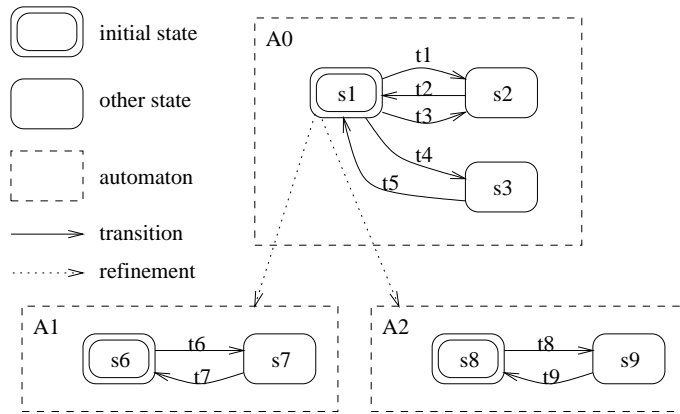 initial state
other state
automaton
transition
refinement
A0
t1
s1
t2
s2
t3
t4
t5
s3
A1
s6
t6
t7
s7
A2
s8
t8
t9
s9